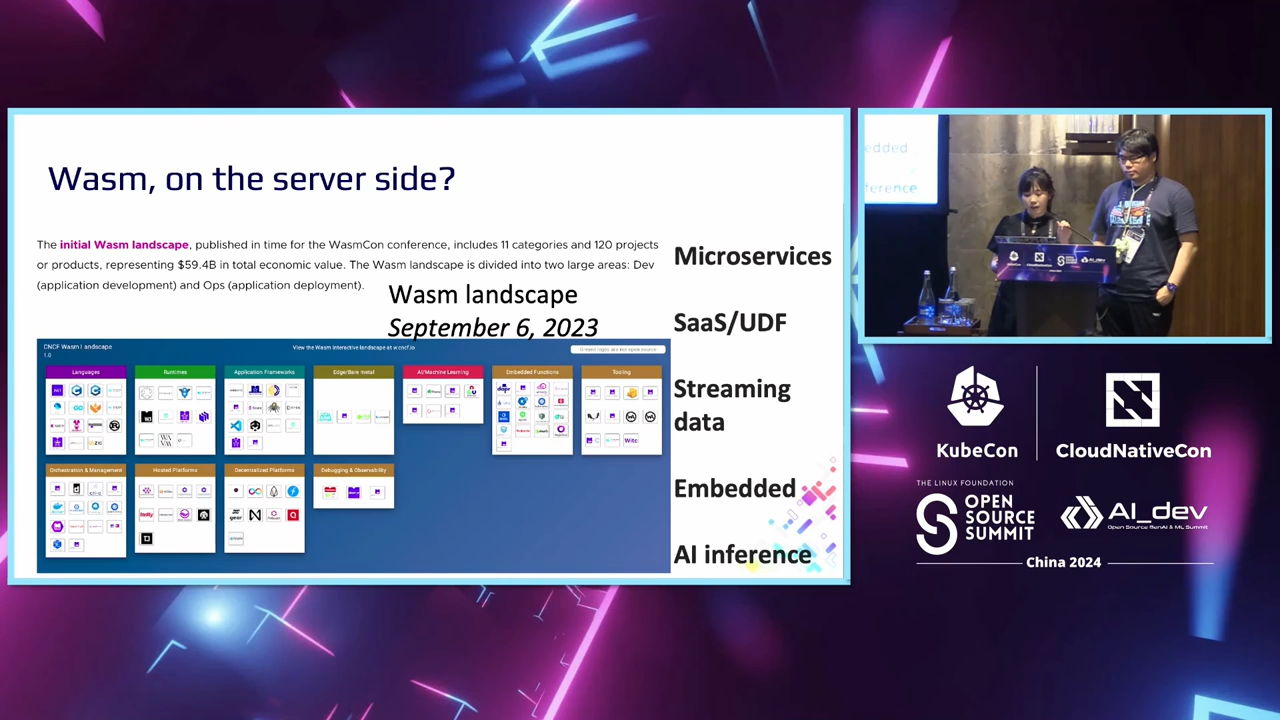 Wasm, on the server side?
The initial Wasm landscape, published in time for the WasmCon conference, includes 11 categories and 120 projects
or products, representing $59.4B in total economic value. The Wasm landscape is divided into two large areas: Dev
(application development) and Ops (application deployment).
Wasm landscape
September 6, 2023
CNCF Wasm Landscape
1.0
View the Wasm interactive landscape at w.cncf.io
Languages
Runtimes
Application Frameworks
Edge/Bare metal
AI/Machine Learning
Embedded Functions
Tooling
Orchestration & Management
Hosted Platforms
Decentralized Platforms
Debugging & Observability
Microservices
SaaS/UDF
Streaming
data
Embedded
AI inference
KubeCon
CloudNativeCon
THE LINUX FOUNDATION
OPEN
SOURCE
SUMMIT
AI_dev
Open Source GenAI & ML Summit
China 2024